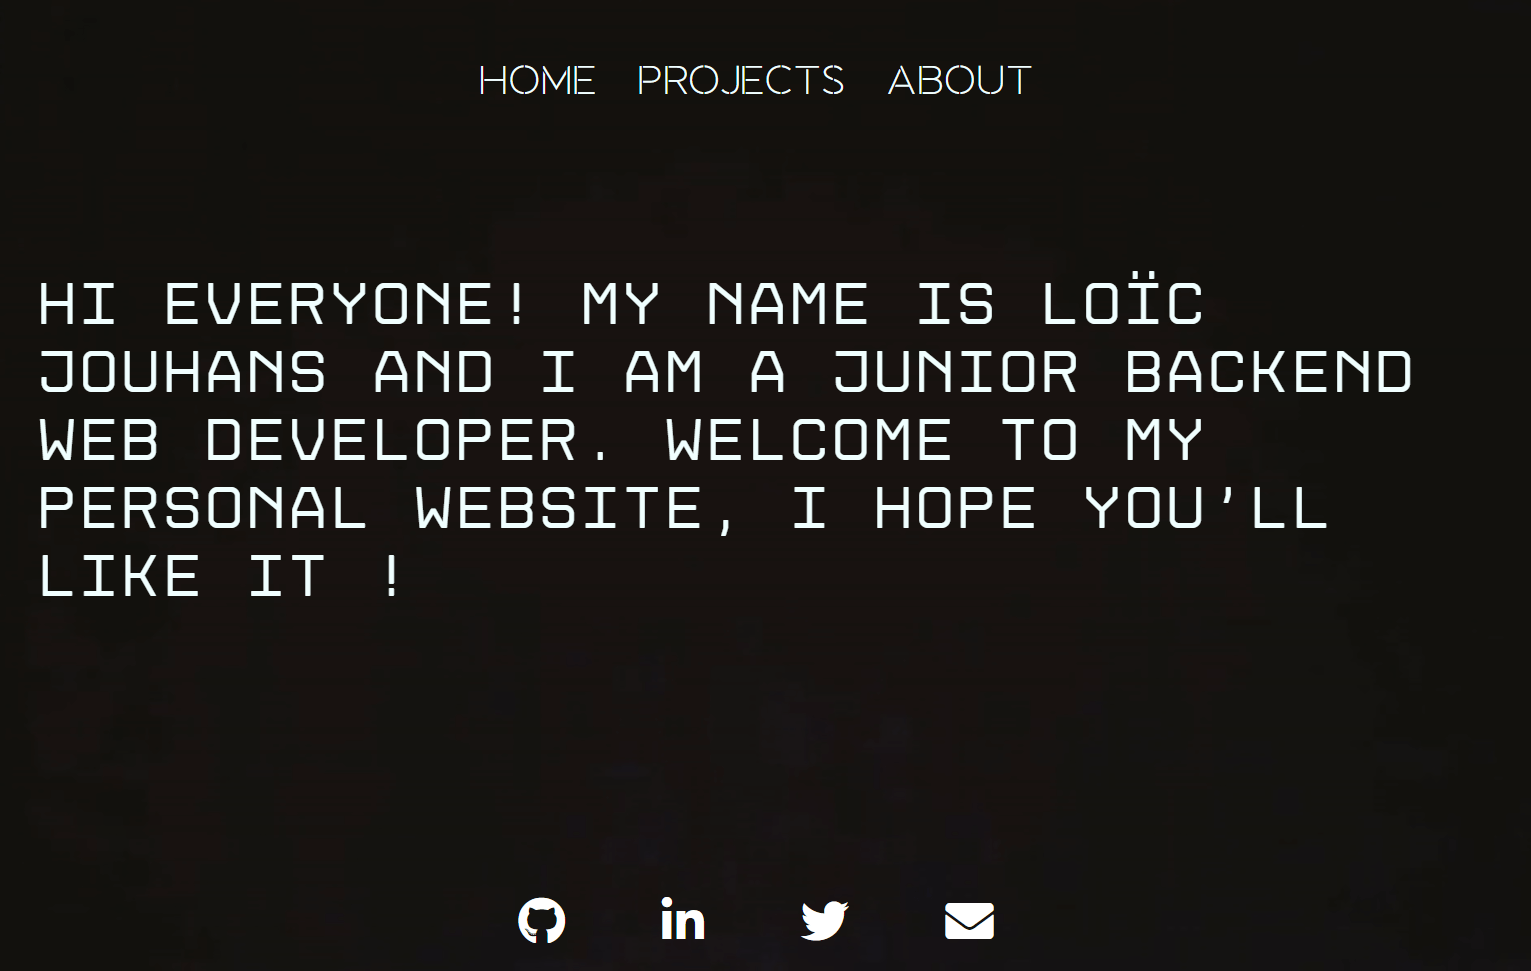 HOME PROJECTS ABOUT
HI EVERYONE! MY NAME IS LOÏC
JOUHANS AND I AM A JUNIOR BACKEND
WEB DEVELOPER. WELCOME TO MY
PERSONAL WEBSITE, I HOPE YOU'LL
LIKE IT !
in